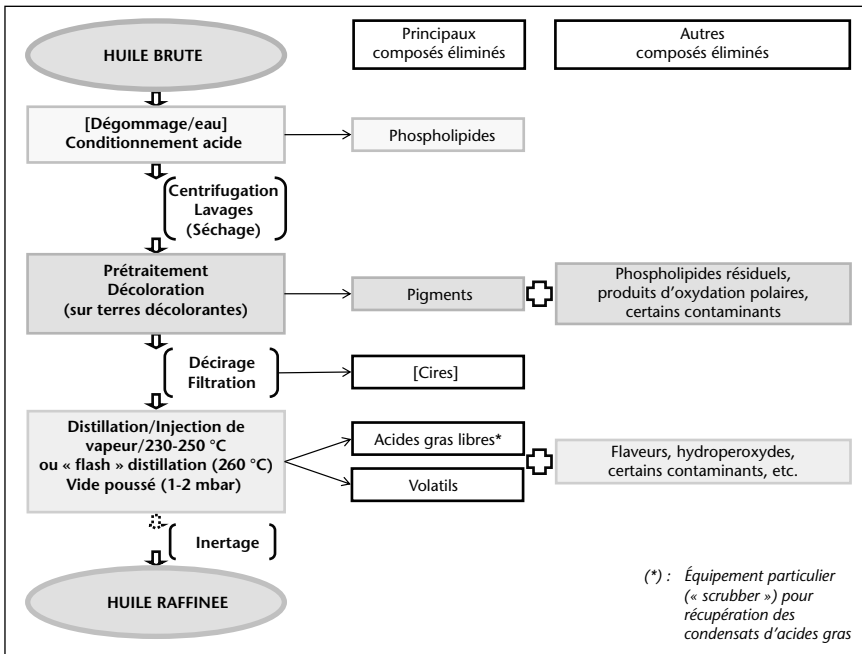 HUILE BRUTE
Principaux
composés éliminés
Autres
composés éliminés
[Dégommage/eau]
Conditionnement acide
Phospholipides
Centrifugation
Lavages
(Séchage)
Prétraitement
Décoloration
(sur terres décolorantes)
Pigments
Phospholipides résiduels,
produits d'oxydation polaires,
certains contaminants
Décirage
Filtration
[Cires]
Distillation/Injection de
vapeur/230-250 °C
ou « flash » distillation (260 °C)
Vide poussé (1-2 mbar)
Acides gras libres*
Volatils
Flaveurs, hydroperoxydes,
certains contaminants, etc.
Inertage
HUILE RAFFINEE
(*) : Équipement particulier
(« scrubber ») pour
récupération des
condensats d'acides gras